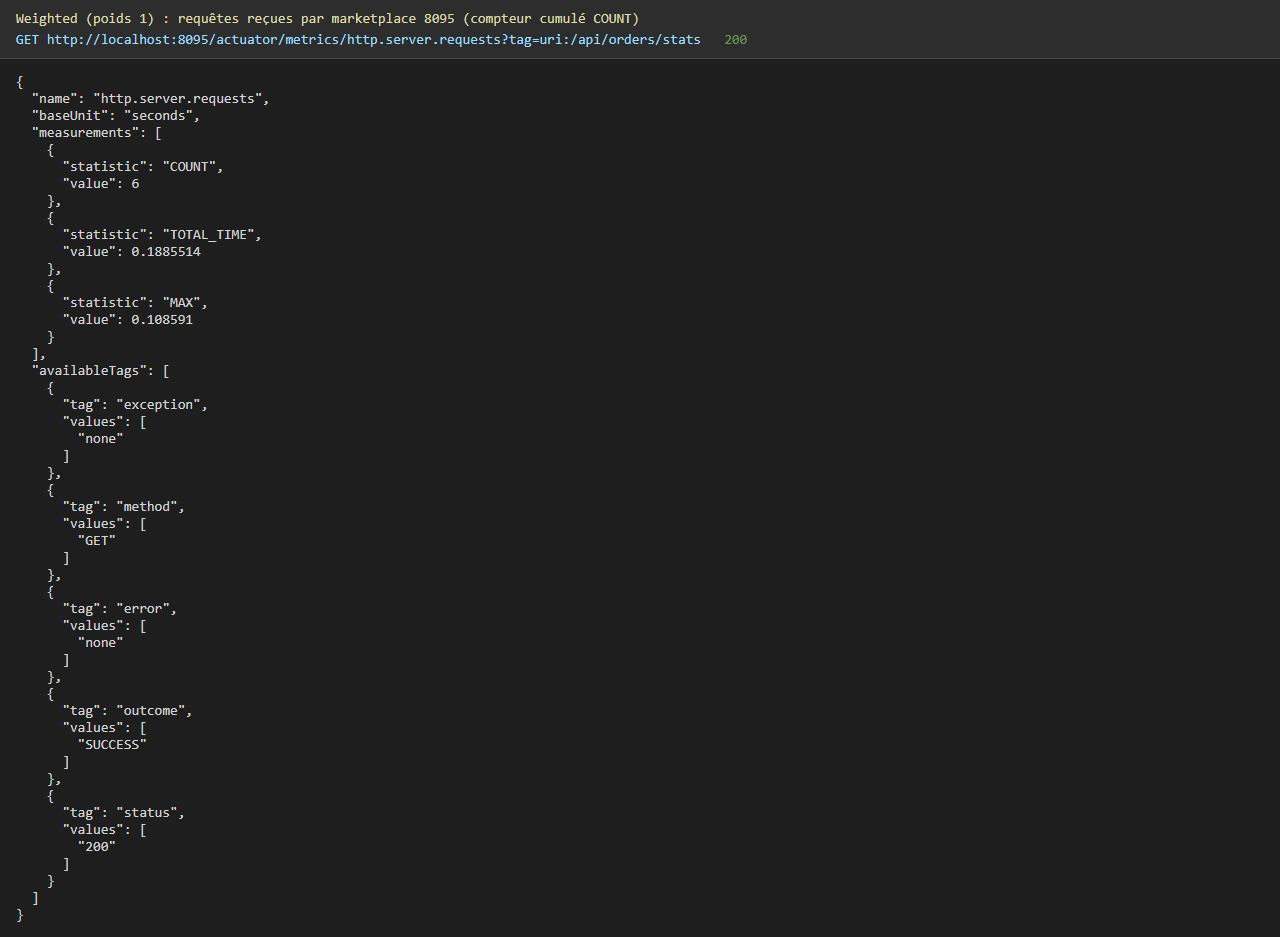 Weighted (poids 1) : requêtes reçues par marketplace 8095 (compteur cumulé COUNT)
GET http://localhost:8095/actuator/metrics/http.server.requests?tag=uri:/api/orders/stats   200
{
  "name": "http.server.requests",
  "baseUnit": "seconds",
  "measurements": [
    {
      "statistic": "COUNT",
      "value": 6
    },
    {
      "statistic": "TOTAL_TIME",
      "value": 0.1885514
    },
    {
      "statistic": "MAX",
      "value": 0.108591
    }
  ],
  "availableTags": [
    {
      "tag": "exception",
      "values": [
        "none"
      ]
    },
    {
      "tag": "method",
      "values": [
        "GET"
      ]
    },
    {
      "tag": "error",
      "values": [
        "none"
      ]
    },
    {
      "tag": "outcome",
      "values": [
        "SUCCESS"
      ]
    },
    {
      "tag": "status",
      "values": [
        "200"
      ]
    }
  ]
}